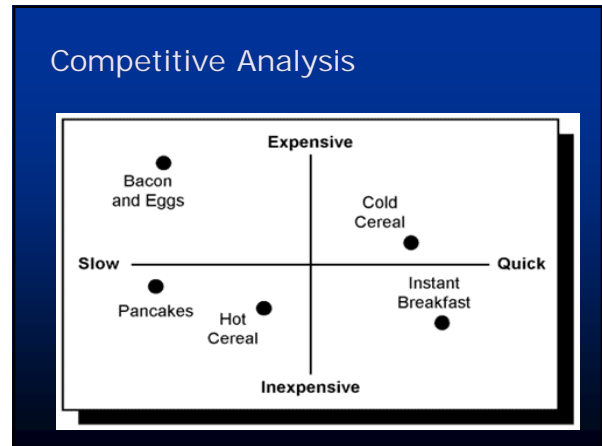 Competitive Analysis
Expensive
Bacon
and Eggs
Cold
Cereal
Slow
Quick
Pancakes
Hot
Cereal
Instant
Breakfast
Inexpensive